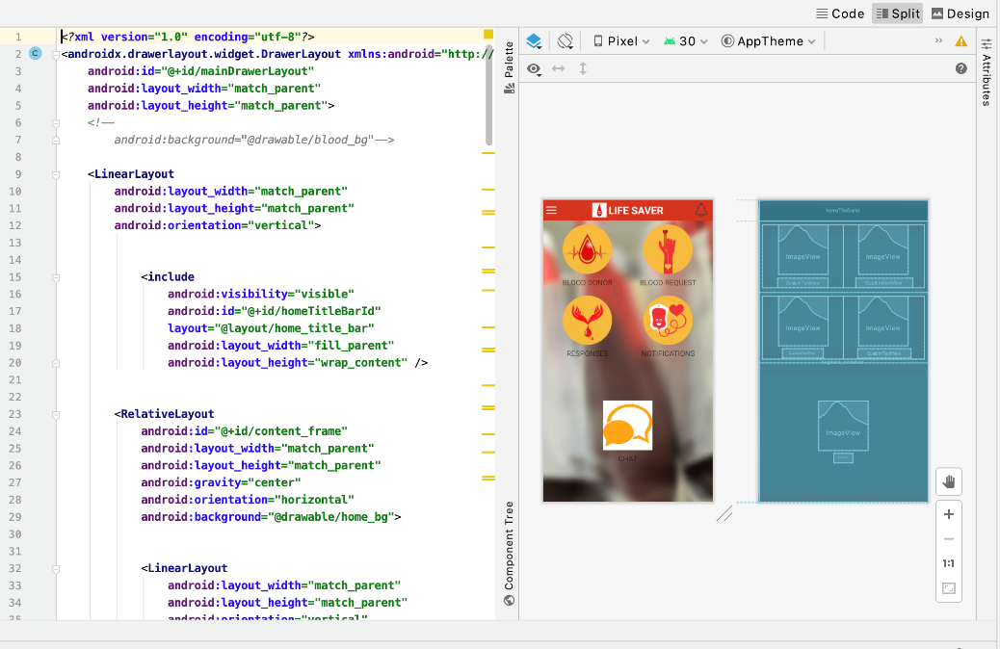 Code Split Design
1 <?xml version="1.0" encoding="utf-8"?>
2 C <androidx.drawerlayout.widget.DrawerLayout xmlns:android="http://
3 android:id="@+id/mainDrawerLayout"
4 android:layout_width="match_parent"
5 android:layout_height="match_parent">
6 <!--
7 android:background="@drawable/blood_bg"-->
8
9 <LinearLayout
10 android:layout_width="match_parent"
11 android:layout_height="match_parent"
12 android:orientation="vertical">
13
14
15 <include
16 android:visibility="visible"
17 android:id="@+id/homeTitleBarId"
18 layout="@layout/home_title_bar"
19 android:layout_width="fill_parent"
20 android:layout_height="wrap_content" />
21
22
23 <RelativeLayout
24 android:id="@+id/content_frame"
25 android:layout_width="match_parent"
26 android:layout_height="match_parent"
27 android:gravity="center"
28 android:orientation="horizontal"
29 android:background="@drawable/home_bg">
30
31
32 <LinearLayout
33 android:layout_width="match_parent"
34 android:layout_height="match_parent"
35 android:orientation="vertical"
Palette
Component Tree
Pixel 30 AppTheme
Attributes
LIFE SAVER
BLOOD DONOR BLOOD REQUEST
RESPONSES NOTIFICATIONS
CHAT
homeTitleBarId
ImageView ImageView
CustomTextView CustomTextView
ImageView ImageView
CustomTextView CustomTextView
ImageView
1:1